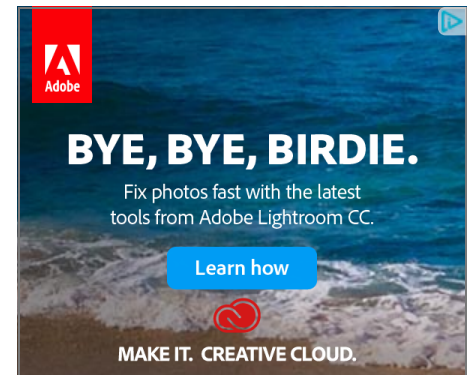 Adobe
BYE, BYE, BIRDIE.
Fix photos fast with the latest
tools from Adobe Lightroom CC.
Learn how
MAKE IT. CREATIVE CLOUD.